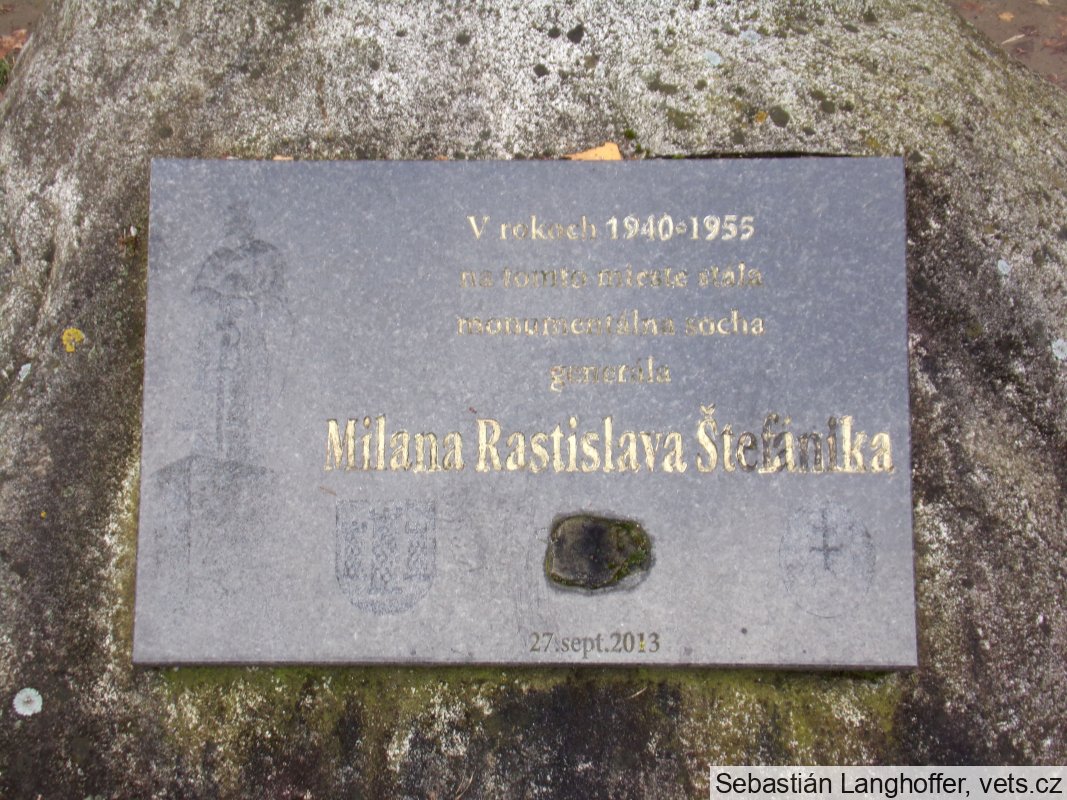 V rokoch 1940-1955
na tomto mieste stála
monumentálna socha
generála
Milana Rastislava Štefánika
27.sept.2013
Sebastián Langhoffer, vets.cz